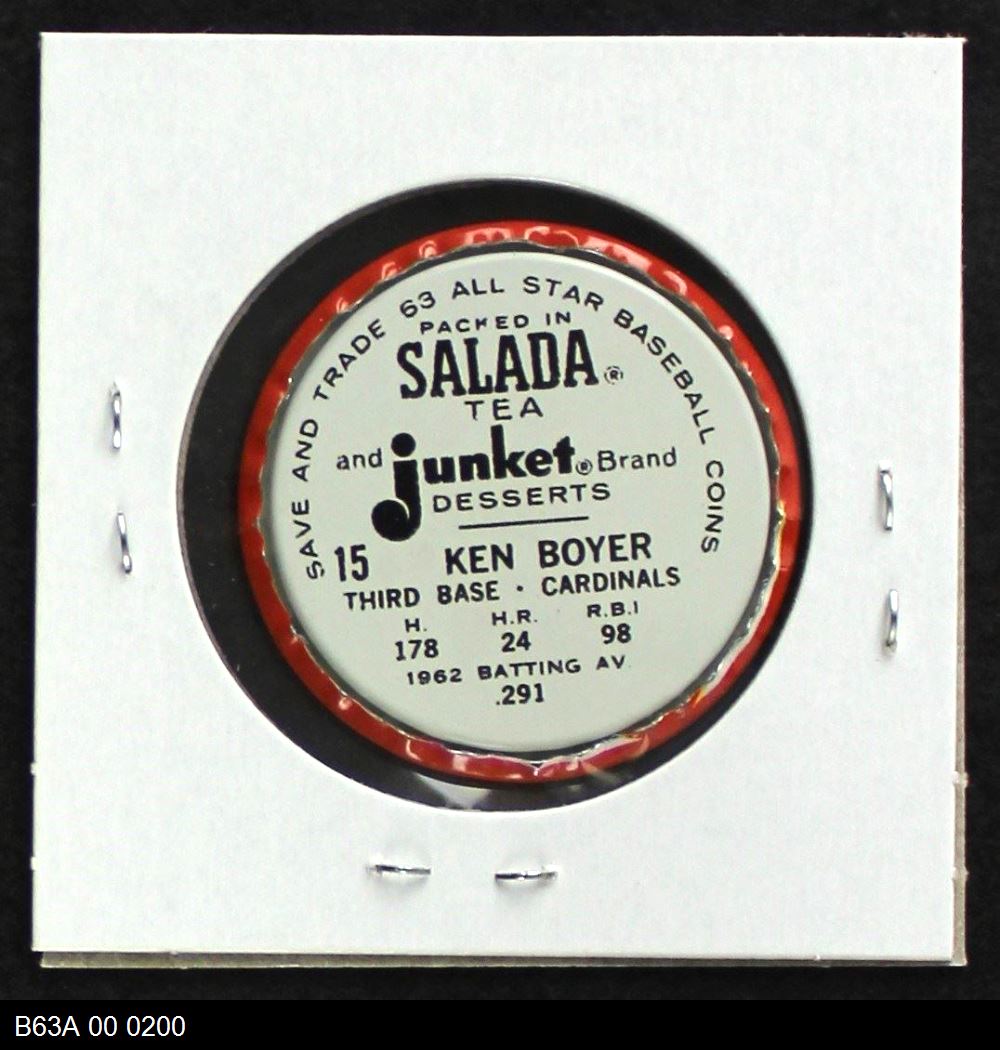 SAVE AND TRADE 63 ALL STAR BASEBALL COINS
PACKED IN
SALADA®
TEA
and junket® Brand
DESSERTS
15 KEN BOYER
THIRD BASE · CARDINALS
H. H.R. R.B.I
178 24 98
1962 BATTING AV.
.291
B63A 00 0200